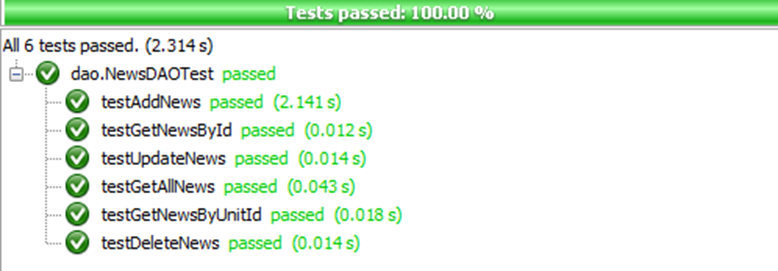 Tests passed: 100.00 %
All 6 tests passed. (2.314 s)
dao.NewsDAOTest passed
testAddNews passed (2.141 s)
testGetNewsById passed (0.012 s)
testUpdateNews passed (0.014 s)
testGetAllNews passed (0.043 s)
testGetNewsByUnitId passed (0.018 s)
testDeleteNews passed (0.014 s)